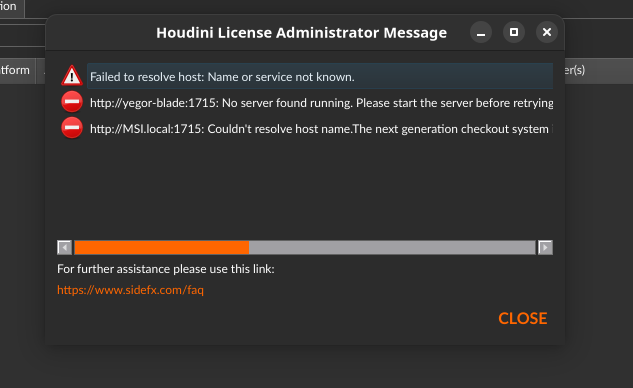 ion
Houdini License Administrator Message
tform
er(s)
Failed to resolve host: Name or service not known.
http://yegor-blade:1715: No server found running. Please start the server before retrying
http://MSI.local:1715: Couldn't resolve host name.The next generation checkout system
For further assistance please use this link:
https://www.sidefx.com/faq
CLOSE